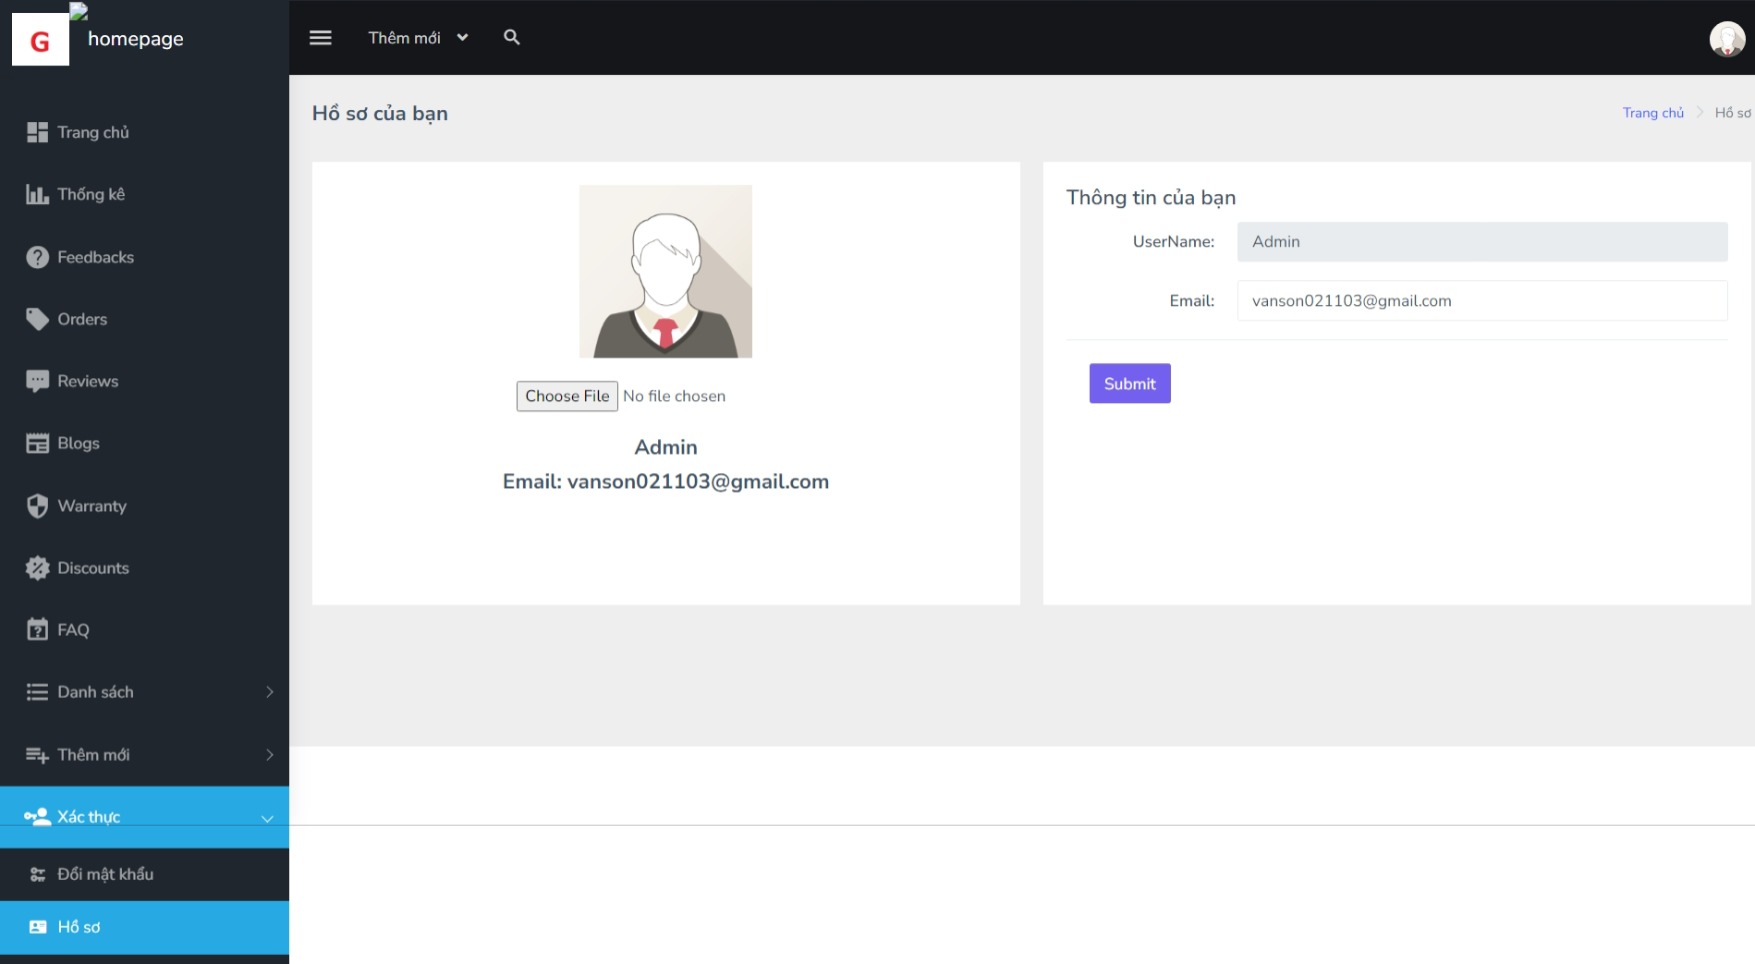 G
homepage
Thêm mới
Hồ sơ của bạn
Trang chủ
Hồ sơ
Trang chủ
Thống kê
Feedbacks
Orders
Reviews
Blogs
Warranty
Discounts
FAQ
Danh sách
Thêm mới
Xác thực
Đổi mật khẩu
Hồ sơ
Choose File No file chosen
Admin
Email: vanson021103@gmail.com
Thông tin của bạn
UserName: Admin
Email: vanson021103@gmail.com
Submit